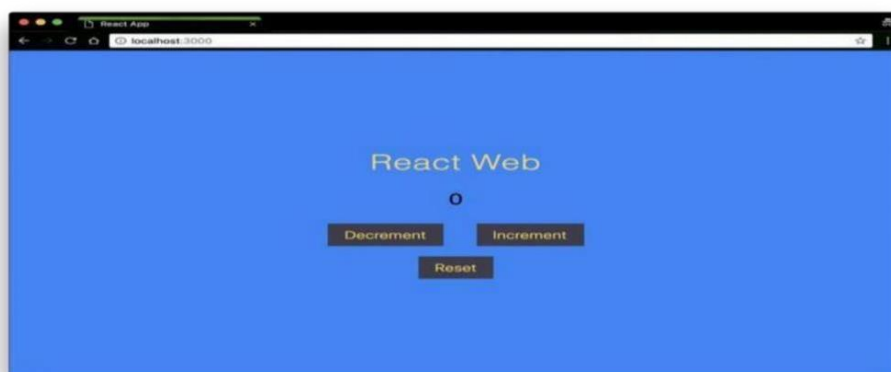 React App
localhost:3000
React Web
0
Decrement Increment
Reset